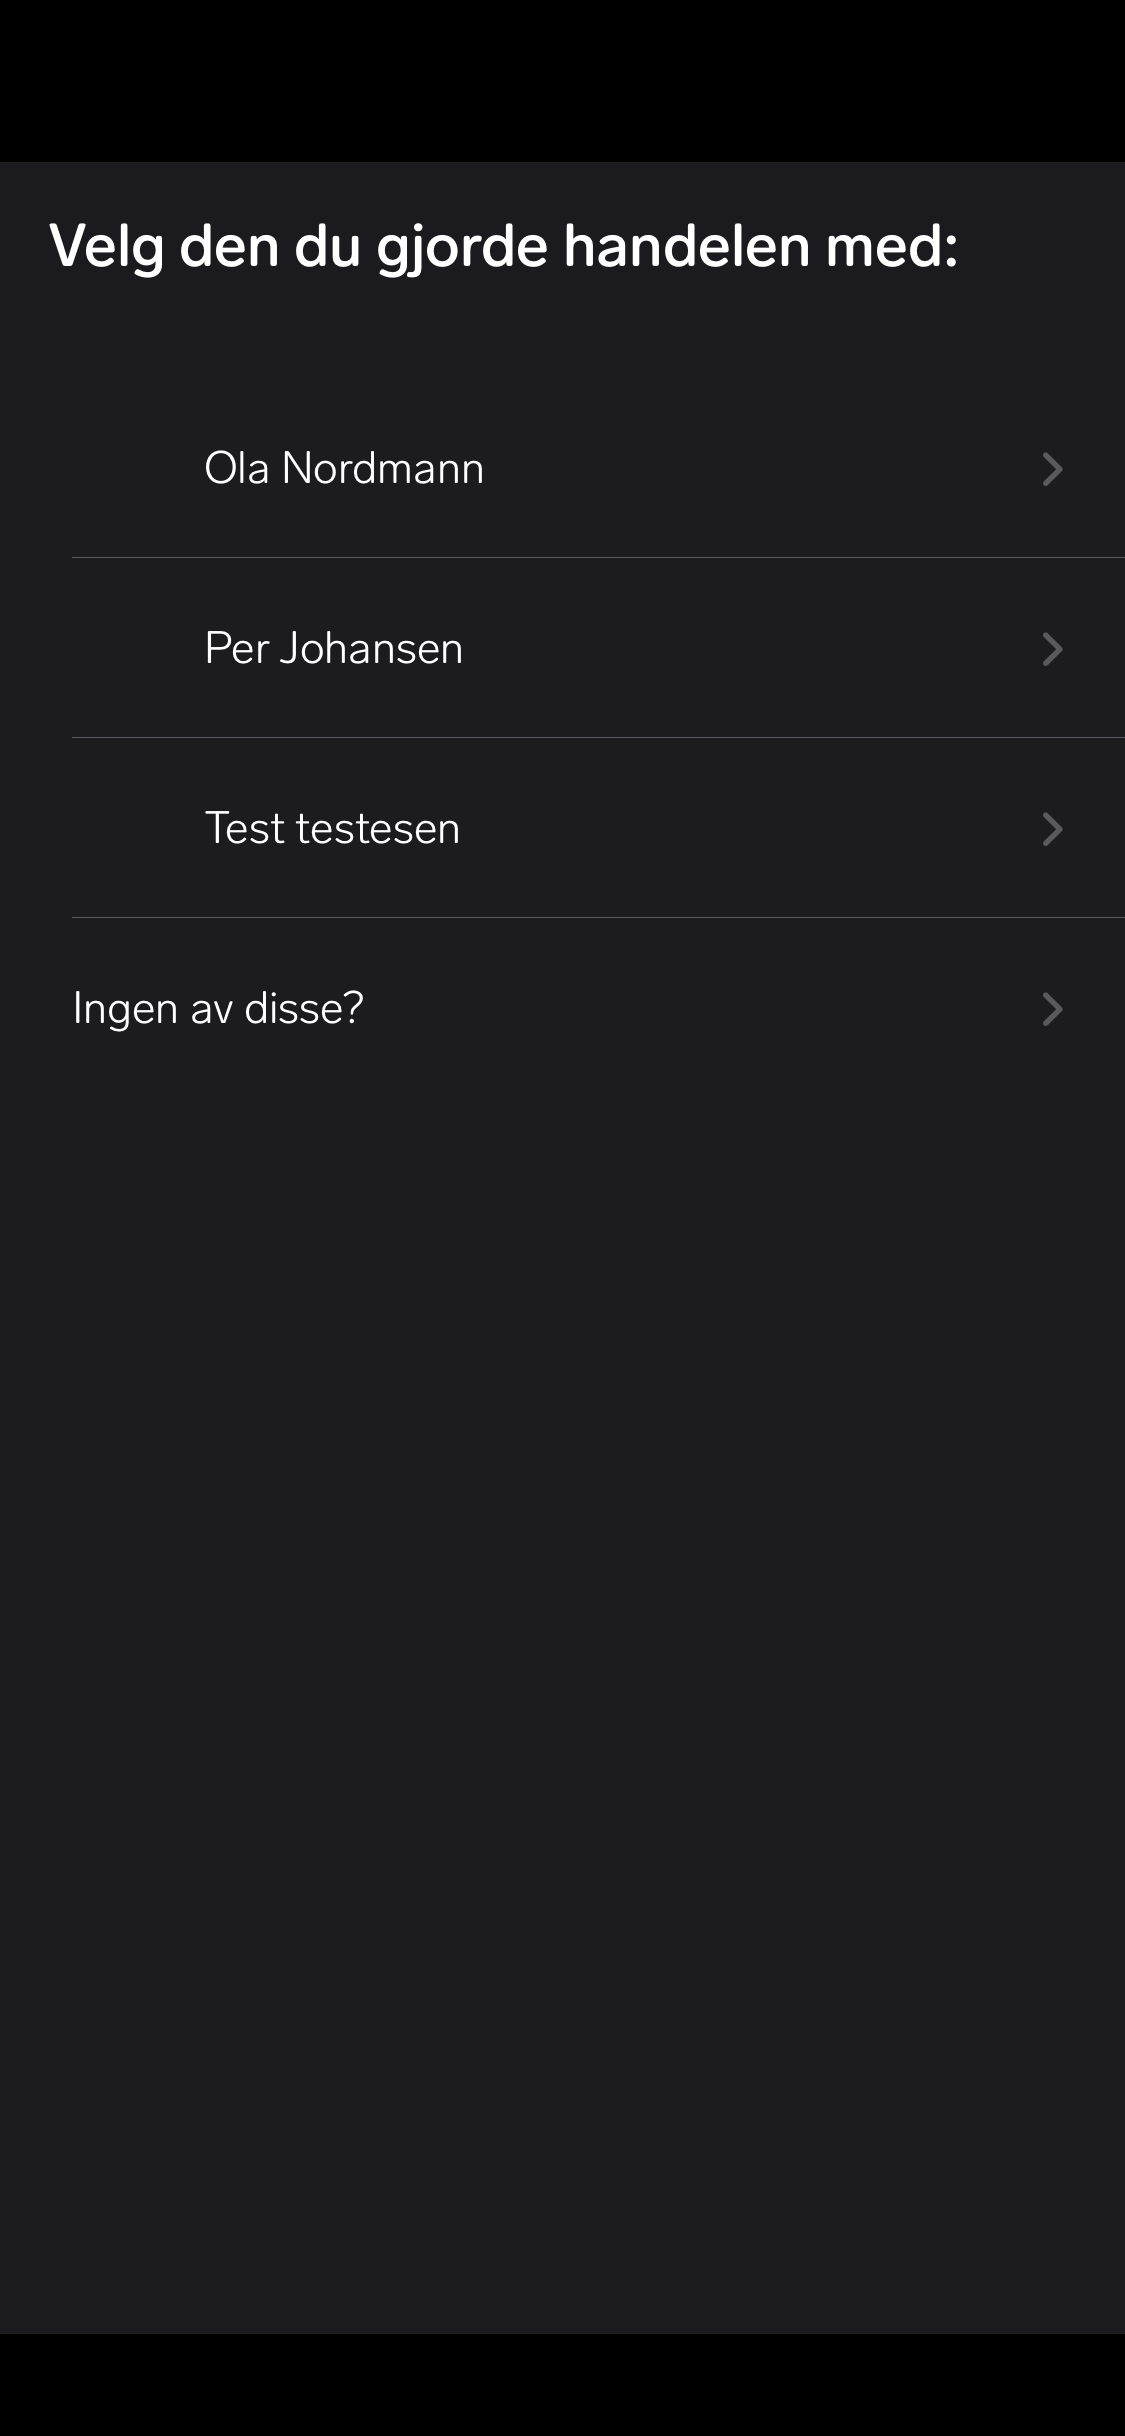 Velg den du gjorde handelen med:
Ola Nordmann
Per Johansen
Test testesen
Ingen av disse?